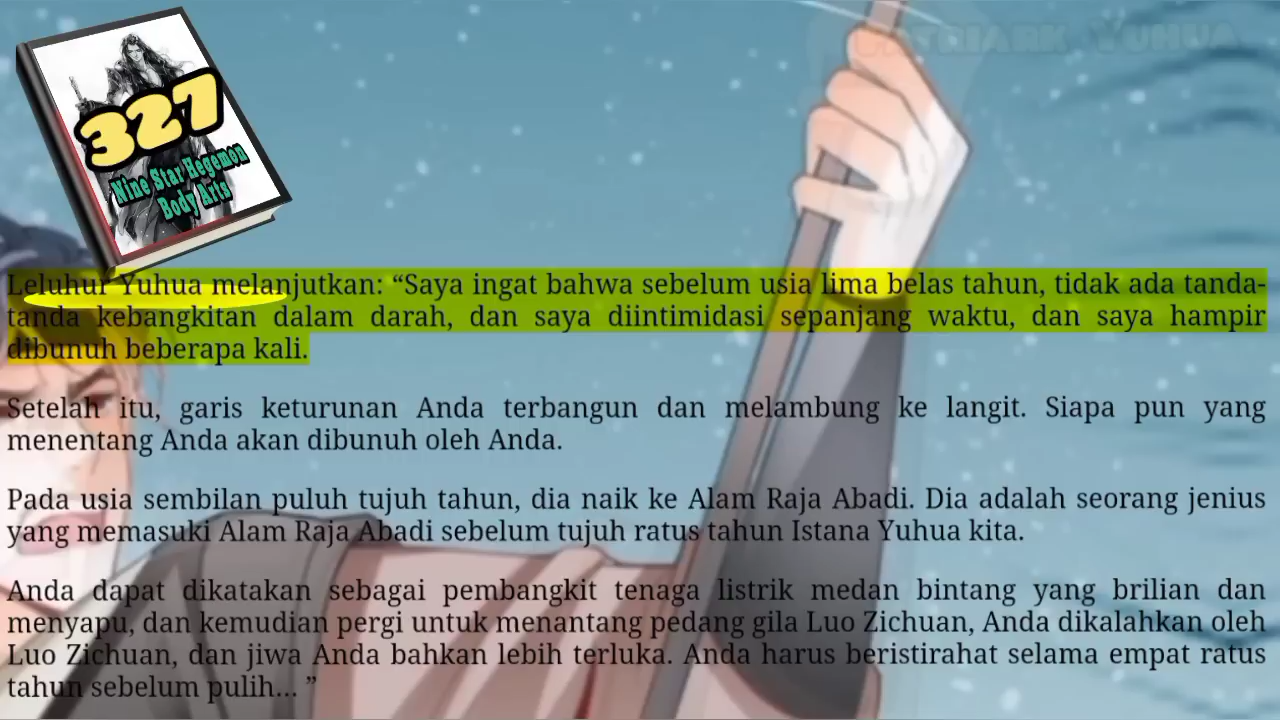 PATRIARK YUHUA
327
Nine Star Hegemon
Body Arts
Leluhur Yuhua melanjutkan: “Saya ingat bahwa sebelum usia lima belas tahun, tidak ada tanda-
tanda kebangkitan dalam darah, dan saya diintimidasi sepanjang waktu, dan saya hampir
dibunuh beberapa kali.
Setelah itu, garis keturunan Anda terbangun dan melambung ke langit. Siapa pun yang
menentang Anda akan dibunuh oleh Anda.
Pada usia sembilan puluh tujuh tahun, dia naik ke Alam Raja Abadi. Dia adalah seorang jenius
yang memasuki Alam Raja Abadi sebelum tujuh ratus tahun Istana Yuhua kita.
Anda dapat dikatakan sebagai pembangkit tenaga listrik medan bintang yang brilian dan
menyapu, dan kemudian pergi untuk menantang pedang gila Luo Zichuan, Anda dikalahkan oleh
Luo Zichuan, dan jiwa Anda bahkan lebih terluka. Anda harus beristirahat selama empat ratus
tahun sebelum pulih... ”